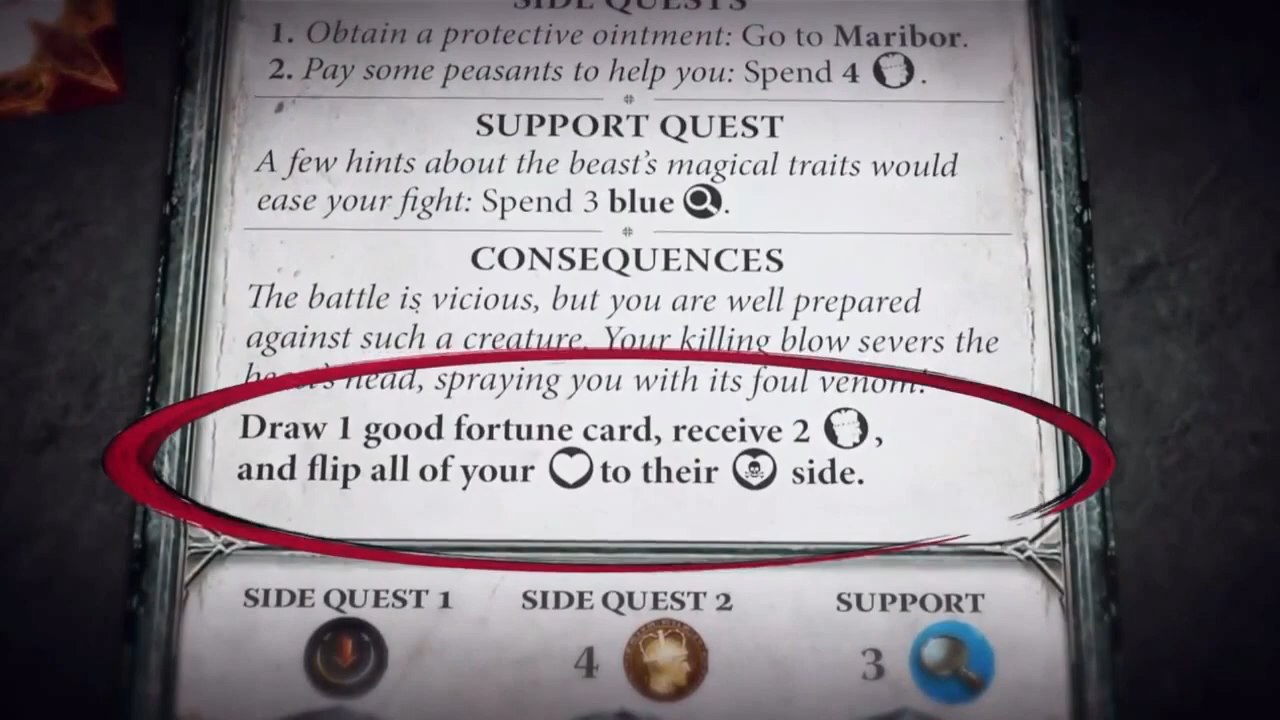 SIDE QUESTS
1. Obtain a protective ointment: Go to Maribor.
2. Pay some peasants to help you: Spend 4 .
SUPPORT QUEST
A few hints about the beast's magical traits would
ease your fight: Spend 3 blue .
CONSEQUENCES
The battle is vicious, but you are well prepared
against such a creature. Your killing blow severs the
beast's head, spraying you with its foul venom!
Draw 1 good fortune card, receive 2 ,
and flip all of your to their side.
SIDE QUEST 1 SIDE QUEST 2 SUPPORT
4 3